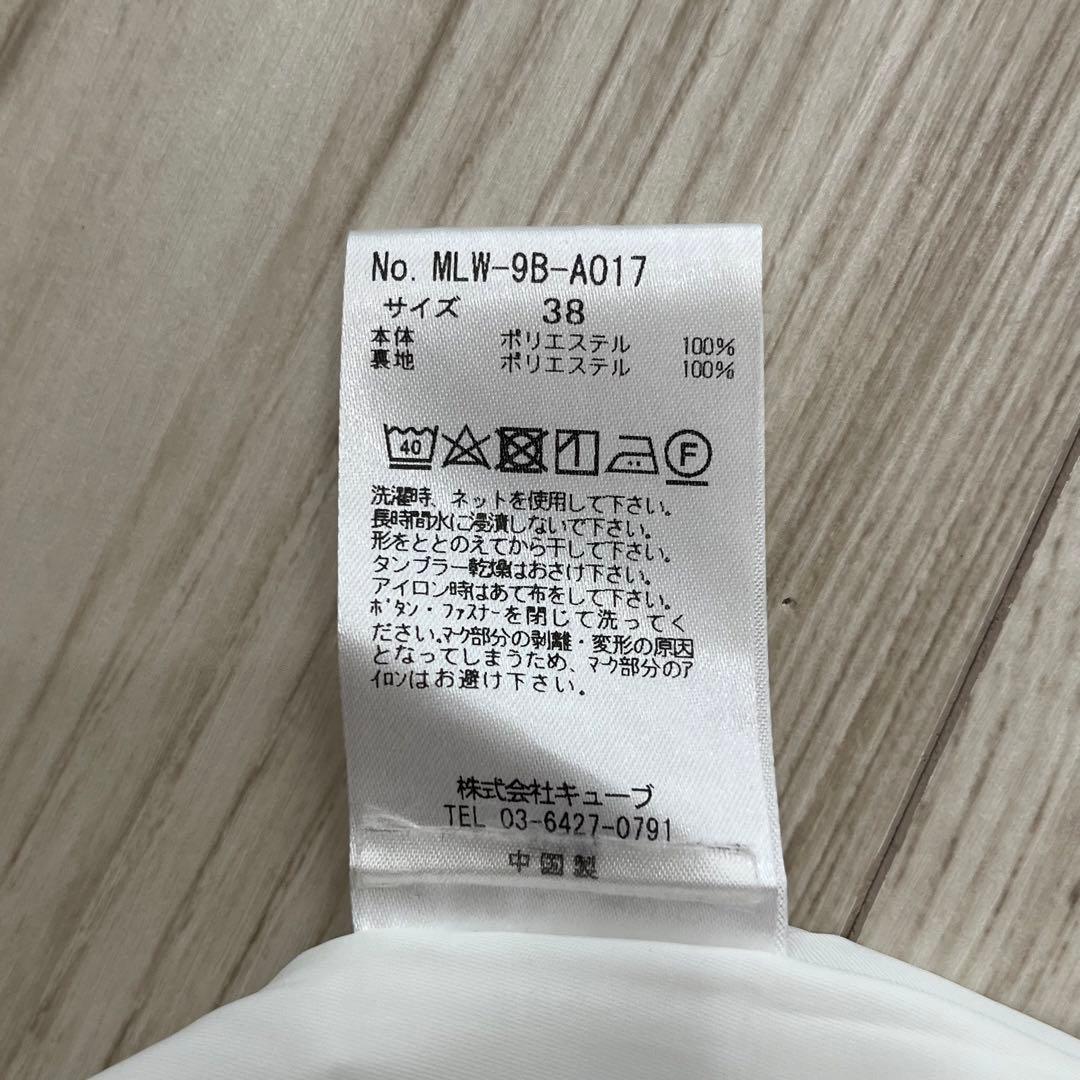 No. MLW-9B-A017
サイズ 38
本体 ポリエステル 100%
裏地 ポリエステル 100%
40 F
洗濯時、ネットを使用して下さい。
長時間水に浸漬しないで下さい。
形をととのえてから干して下さい。
タンブラー乾燥はおさけ下さい。
アイロン時はあて布をして下さい。
ﾎﾞﾀﾝ・ﾌｧｽﾅｰを閉じて洗ってく
ださい。ﾏｰｸ部分の剥離・変形の原因
となってしまうため、ﾏｰｸ部分のｱ
ｲﾛﾝはお避け下さい。
株式会社キューブ
TEL 03-6427-0791
中国製